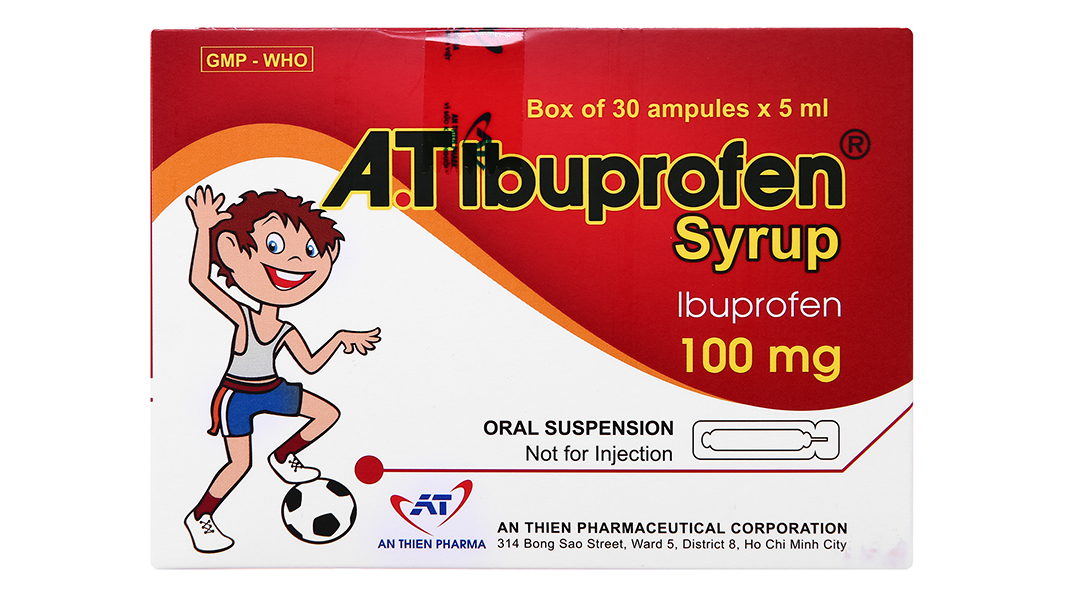 GMP - WHO
Box of 30 ampules x 5 ml
A.T Ibuprofen®
Syrup
Ibuprofen
100 mg
ORAL SUSPENSION
Not for Injection
AT
AN THIEN PHARMA
AN THIEN PHARMACEUTICAL CORPORATION
314 Bong Sao Street, Ward 5, District 8, Ho Chi Minh City